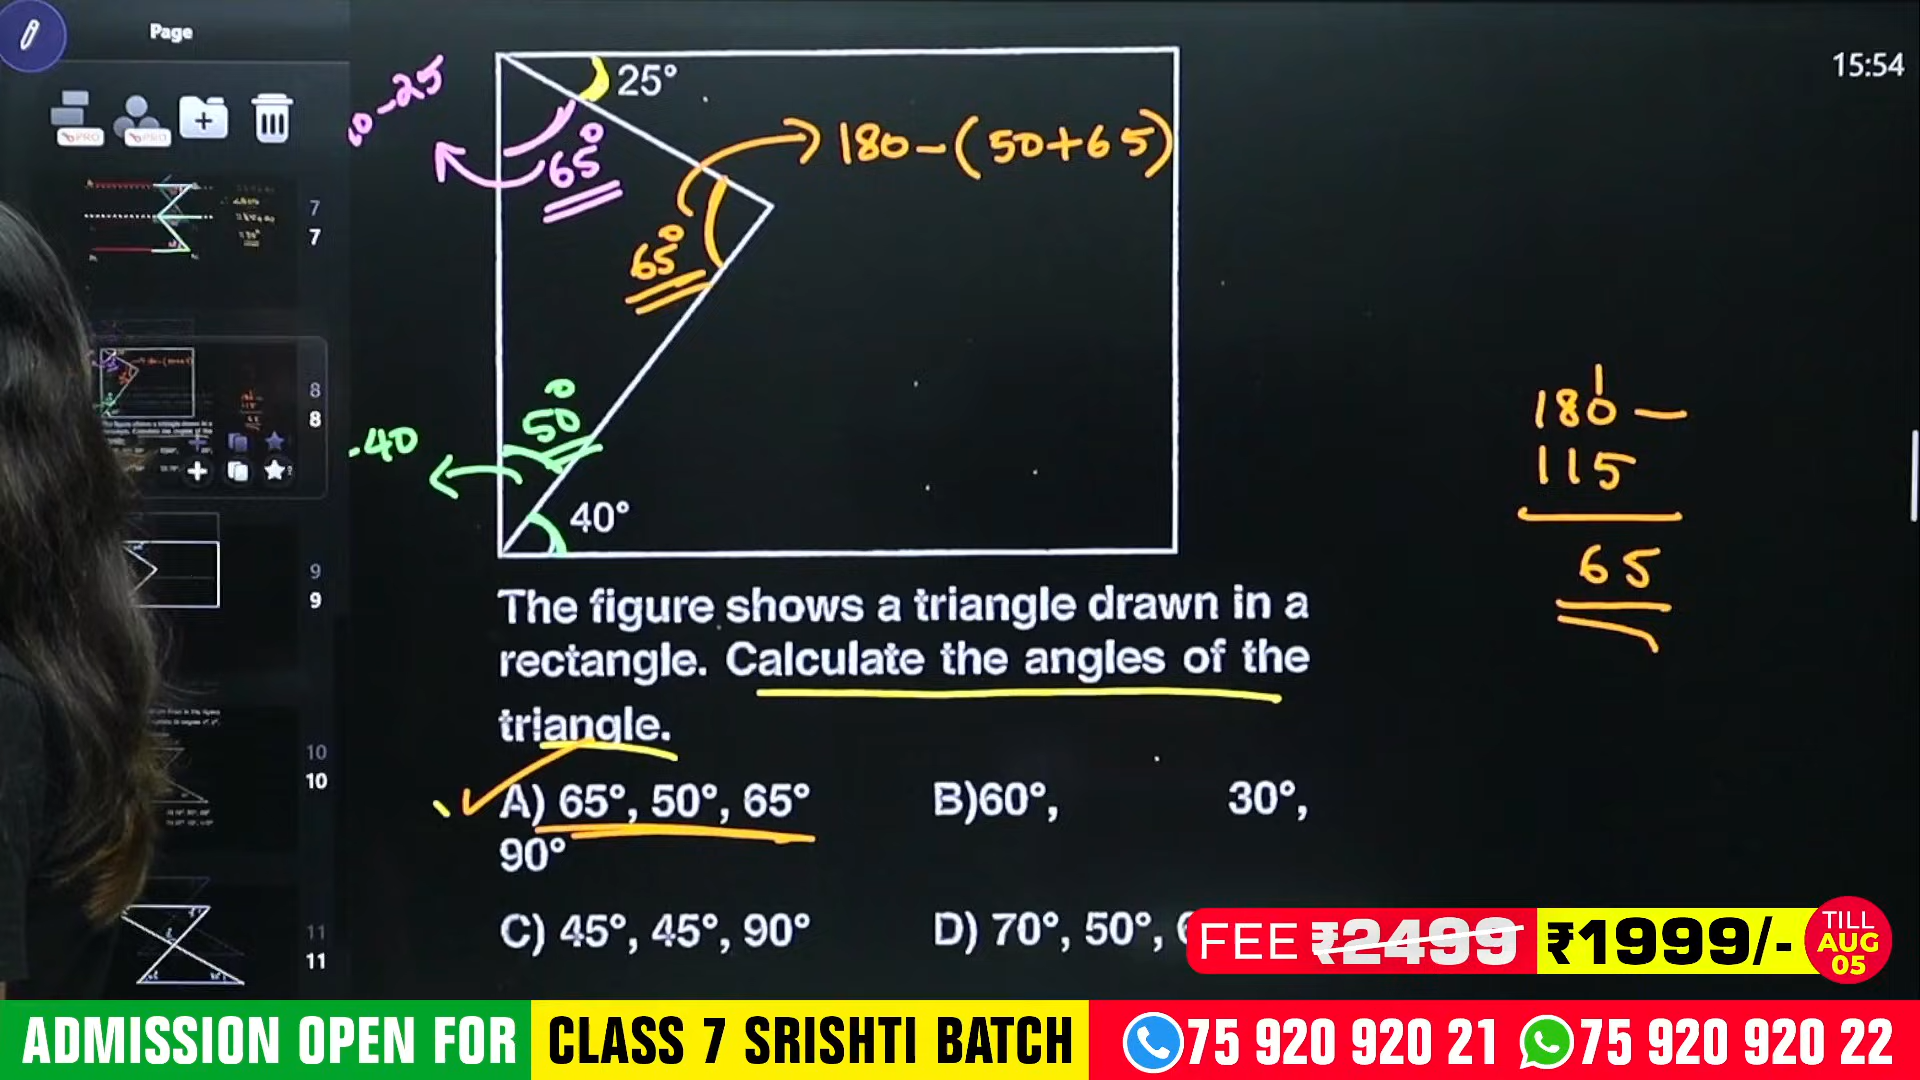 Page
15:54
PRO PRO
7
7
8
8
9
9
10
10
11
11
25°
-25
65°
180-(50+65)
65°
50°
-40
40°
180 -
115
65
The figure shows a triangle drawn in a
rectangle. Calculate the angles of the
triangle.
A) 65°, 50°, 65° B)60°, 30°,
90°
C) 45°, 45°, 90° D) 70°, 50°,
FEE ₹2499 ₹1999/- TILL AUG 05
ADMISSION OPEN FOR CLASS 7 SRISHTI BATCH 75 920 920 21 75 920 920 22